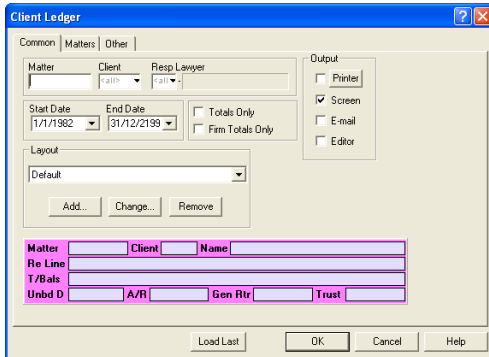 Client Ledger
Common Matters Other
Matter Client Resp Lawyer
<all> <all> -
Start Date End Date
1/1/1982 31/12/2199
Totals Only
Firm Totals Only
Output
Printer
Screen
E-mail
Editor
Layout
Default
Add... Change... Remove
Matter Client Name
Re Line
T/Bals
Unbd D A/R Gen Rtr Trust
Load Last OK Cancel Help